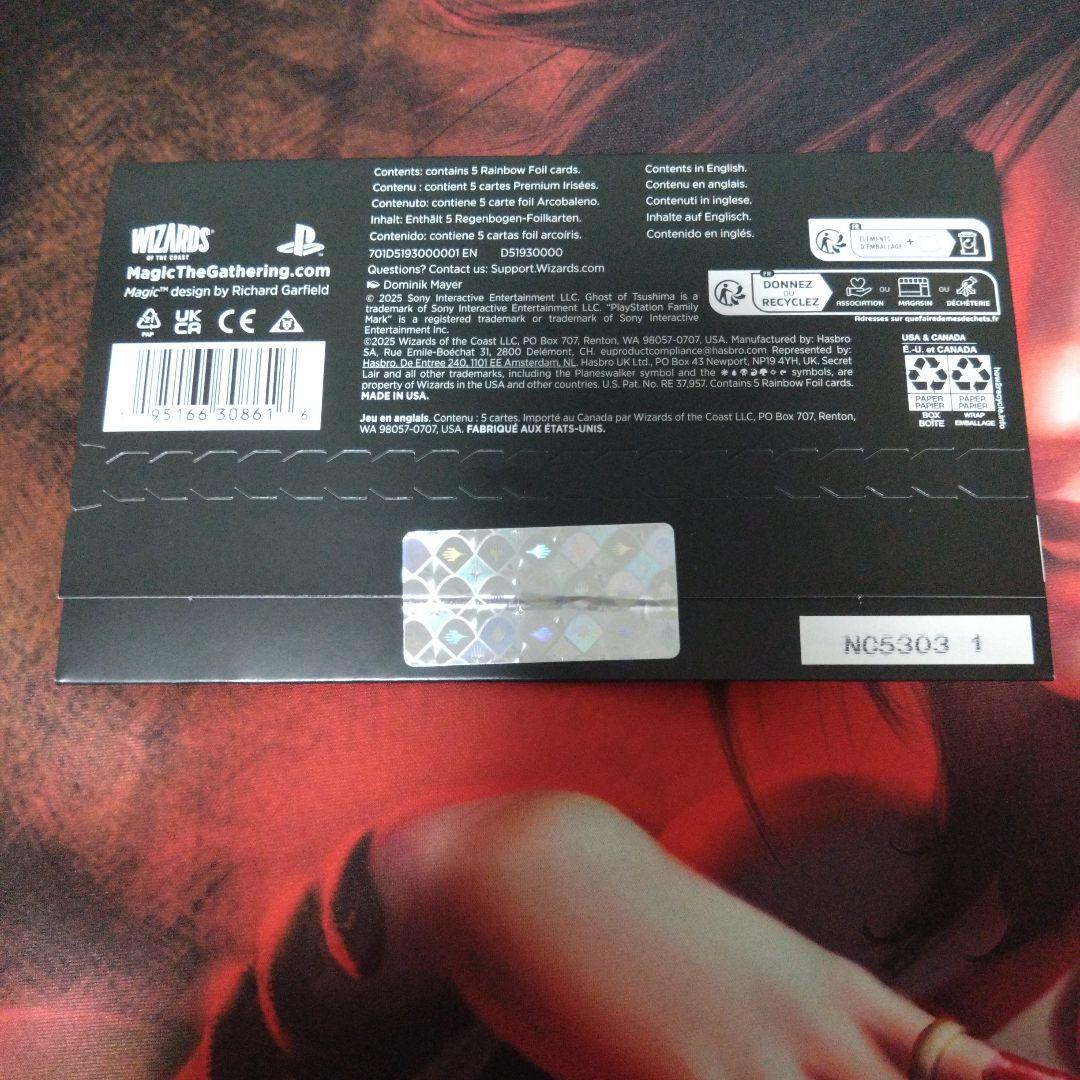 Contents: contains 5 Rainbow Foil cards.
Contenu : contient 5 cartes Premium Irisées.
Contenuto: contiene 5 carte foil Arcobaleno.
Inhalt: Enthält 5 Regenbogen-Foilkarten.
Contenido: contiene 5 cartas foil arcoíris.
701D5193000001 EN D51930000
Questions? Contact us: Support.Wizards.com
Dominik Mayer
© 2025 Sony Interactive Entertainment LLC. Ghost of Tsushima is a
trademark of Sony Interactive Entertainment LLC. “PlayStation Family
Mark” is a registered trademark or trademark of Sony Interactive
Entertainment Inc.
©2025 Wizards of the Coast LLC, PO Box 707, Renton, WA 98057-0707, USA. Manufactured by: Hasbro
SA, Rue Emile-Boéchat 31, 2800 Delémont, CH. euproductcompliance@hasbro.com Represented by:
Hasbro, De Entree 240, 1101 EE Amsterdam, NL. Hasbro UK Ltd., PO Box 43 Newport, NP19 4YH, UK. Secret
Lair and all other trademarks, including the Planeswalker symbol and the symbols, are
property of Wizards in the USA and other countries. U.S. Pat. No. RE 37,957. Contains 5 Rainbow Foil cards.
MADE IN USA.
Jeu en anglais. Contenu : 5 cartes. Importé au Canada par Wizards of the Coast LLC, PO Box 707, Renton,
WA 98057-0707, USA. FABRIQUÉ AUX ÉTATS-UNIS.
Contents in English.
Contenu en anglais.
Contenuti in inglese.
Inhalte auf Englisch.
Contenido en inglés.
WIZARDS®
OF THE COAST
MagicTheGathering.com
Magic™ design by Richard Garfield
21
PAP
UK
CA
CE
1 95166 30861 6
FR
ÉLÉMENTS
D'EMBALLAGE +
FR
DONNEZ
OU
RECYCLEZ
ASSOCIATION
OU
MAGASIN
OU
DÉCHÈTERIE
Adresses sur quefairedemesdechets.fr
USA & CANADA
É.-U. et CANADA
PAPER
PAPIER
BOX
BOÎTE
PAPER
PAPIER
WRAP
EMBALLAGE
how2recycle.info
NC5303 1